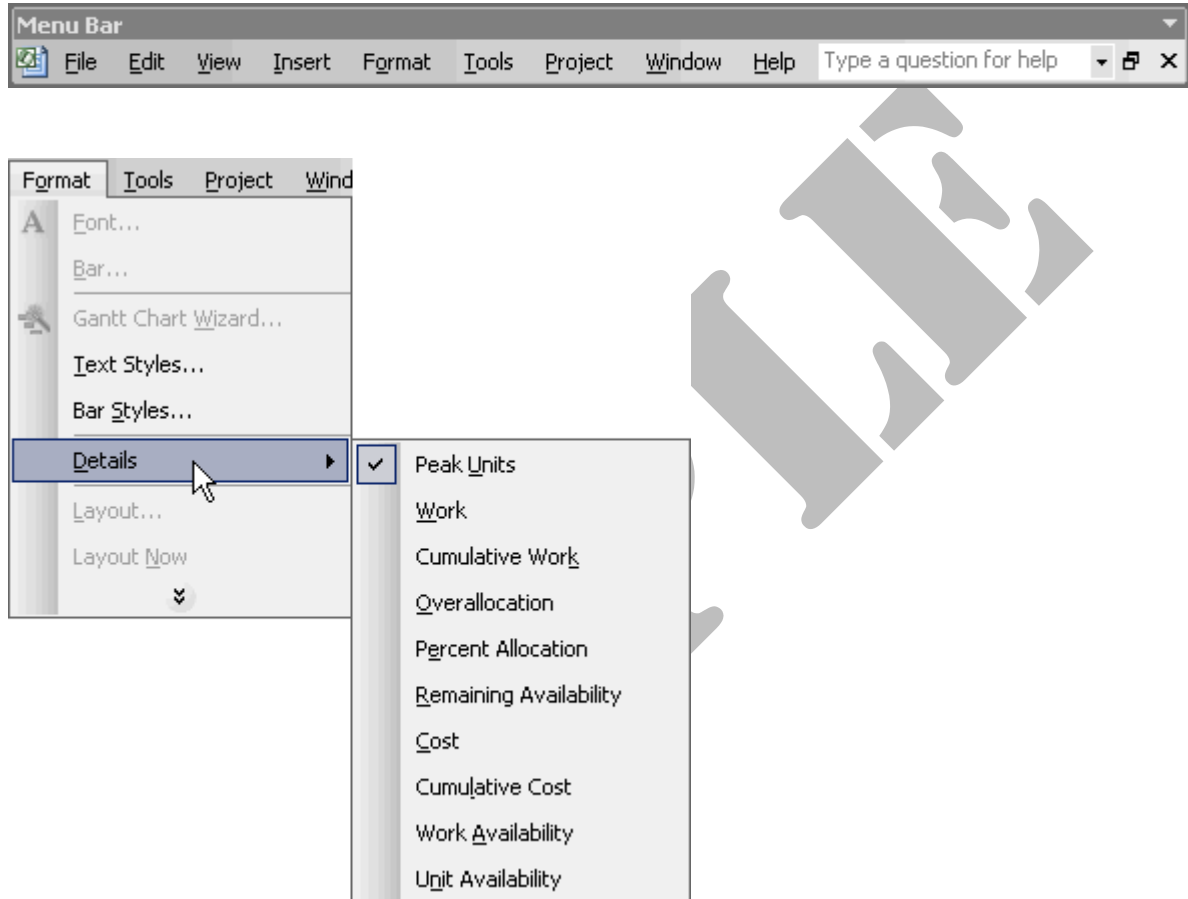 Menu Bar
File Edit View Insert Format Tools Project Window Help Type a question for help
Format Tools Project Wind
A Font...
Bar...
Gantt Chart Wizard...
Text Styles...
Bar Styles...
Details
Layout...
Layout Now
Peak Units
Work
Cumulative Work
Overallocation
Percent Allocation
Remaining Availability
Cost
Cumulative Cost
Work Availability
Unit Availability